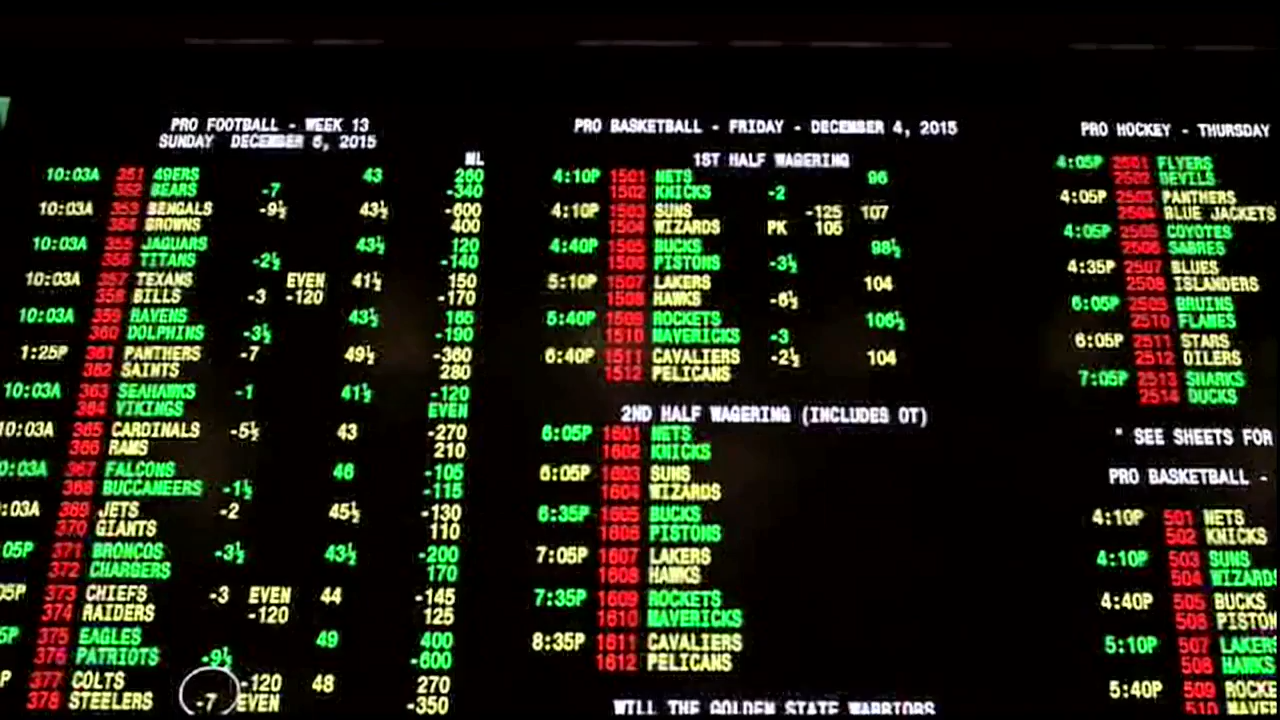 PRO FOOTBALL - WEEK 13
SUNDAY DECEMBER 6, 2015
ML
10:03A 351 49ERS 43 260
352 BEARS -7 -340
10:03A 353 BENGALS -9½ 43½ -600
354 BROWNS 400
10:03A 355 JAGUARS 43½ 120
356 TITANS -2½ -140
10:03A 357 TEXANS EVEN 41½ 150
358 BILLS -3 -120 -170
10:03A 359 RAVENS 43½ 165
360 DOLPHINS -3½ -190
1:25P 361 PANTHERS -7 49½ -360
362 SAINTS 280
10:03A 363 SEAHAWKS -1 41½ -120
364 VIKINGS EVEN
10:03A 365 CARDINALS -5½ 43 -270
366 RAMS 210
0:03A 367 FALCONS 46 -105
368 BUCCANEERS -1½ -115
:03A 369 JETS -2 45½ -130
370 GIANTS 110
05P 371 BRONCOS -3½ 43½ -200
372 CHARGERS 170
05P 373 CHIEFS -3 EVEN 44 -145
374 RAIDERS -120 125
5P 375 EAGLES 49 400
376 PATRIOTS -9½ -600
P 377 COLTS -120 48 270
378 STEELERS -7 EVEN -350
PRO BASKETBALL - FRIDAY - DECEMBER 4, 2015
1ST HALF WAGERING
4:10P 1501 NETS 96
1502 KNICKS -2
4:10P 1503 SUNS -125 107
1504 WIZARDS PK 105
4:40P 1505 BUCKS 98½
1506 PISTONS -3½
5:10P 1507 LAKERS 104
1508 HAWKS -6½
5:40P 1509 ROCKETS 106½
1510 MAVERICKS -3
6:40P 1511 CAVALIERS -2½ 104
1512 PELICANS
2ND HALF WAGERING (INCLUDES OT)
6:05P 1601 NETS
1602 KNICKS
6:05P 1603 SUNS
1604 WIZARDS
6:35P 1605 BUCKS
1606 PISTONS
7:05P 1607 LAKERS
1608 HAWKS
7:35P 1609 ROCKETS
1610 MAVERICKS
8:35P 1611 CAVALIERS
1612 PELICANS
WILL THE GOLDEN STATE WARRIORS
PRO HOCKEY - THURSDAY
4:05P 2501 FLYERS
2502 DEVILS
4:05P 2503 PANTHERS
2504 BLUE JACKETS
4:05P 2505 COYOTES
2506 SABRES
4:35P 2507 BLUES
2508 ISLANDERS
6:05P 2509 BRUINS
2510 FLAMES
6:05P 2511 STARS
2512 OILERS
7:05P 2513 SHARKS
2514 DUCKS
* SEE SHEETS FOR
PRO BASKETBALL -
4:10P 501 NETS
502 KNICKS
4:10P 503 SUNS
504 WIZARDS
4:40P 505 BUCKS
506 PISTON
5:10P 507 LAKERS
508 HAWKS
5:40P 509 ROCKE
510 MAVER